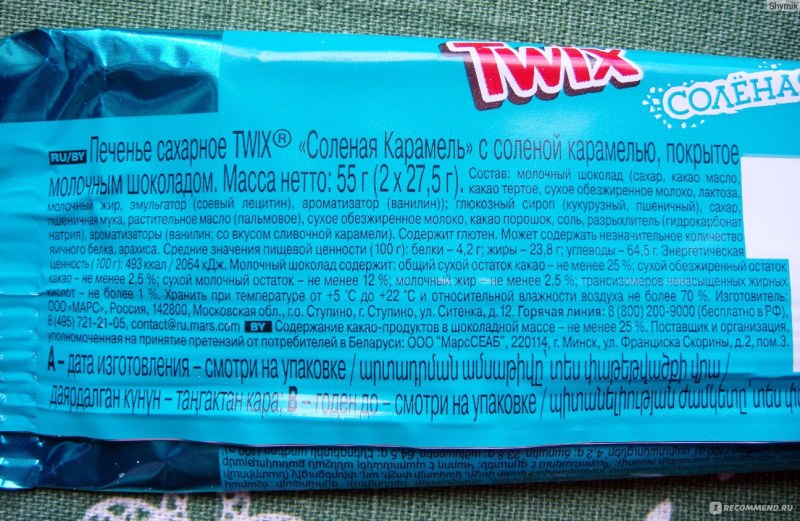 Shymik
TWIX
СОЛЁНА
RU/BY Печенье сахарное TWIX® «Соленая Карамель» с соленой карамелью, покрытое
молочным шоколадом. Масса нетто: 55 г (2 x 27,5 г). Состав: молочный шоколад (сахар, какао масло,
какао тертое, сухое обезжиренное молоко, лактоза,
молочный жир, эмульгатор (соевый лецитин), ароматизатор (ванилин)); глюкозный сироп (кукурузный, пшеничный), сахар,
пшеничная мука, растительное масло (пальмовое), сухое обезжиренное молоко, какао порошок, соль, разрыхлитель (гидрокарбонат
натрия), ароматизаторы (ванилин; со вкусом сливочной карамели). Содержит глютен. Может содержать незначительное количество
яичного белка, арахиса. Средние значения пищевой ценности (100 г): белки – 4,2 г; жиры – 23,8 г; углеводы – 64,5 г. Энергетическая
ценность (100 г): 493 ккал / 2064 кДж. Молочный шоколад содержит: общий сухой остаток какао – не менее 25 %; сухой обезжиренный остаток
какао – не менее 2,5 %; сухой молочный остаток – не менее 12 %; молочный жир – не менее 2,5 %; трансизомеров ненасыщенных жирных
кислот – не более 1 %. Хранить при температуре от +5 °С до +22 °С и относительной влажности воздуха не более 70 %. Изготовитель:
ООО «МАРС», Россия, 142800, Московская обл., г.о. Ступино, г. Ступино, ул. Ситенка, д.12. Горячая линия: 8 (800) 200-9000 (бесплатно в РФ),
8 (495) 721-21-05, contact@ru.mars.com BY Содержание какао-продуктов в шоколадной массе – не менее 25 %. Поставщик и организация,
уполномоченная на принятие претензий от потребителей в Беларуси: ООО "МарсСЕАБ", 220114, г. Минск, ул. Франциска Скорины, д.2, пом.3.
A – дата изготовления – смотри на упаковке / արտադրման ամսաթիվը՝ տես փաթեթվածքի վրա /
даярдалган күнүн – таңгактан кара; B – годен до – смотри на упаковке / պիտանելիության ժամկետը՝ տես
I RECOMMEND.RU